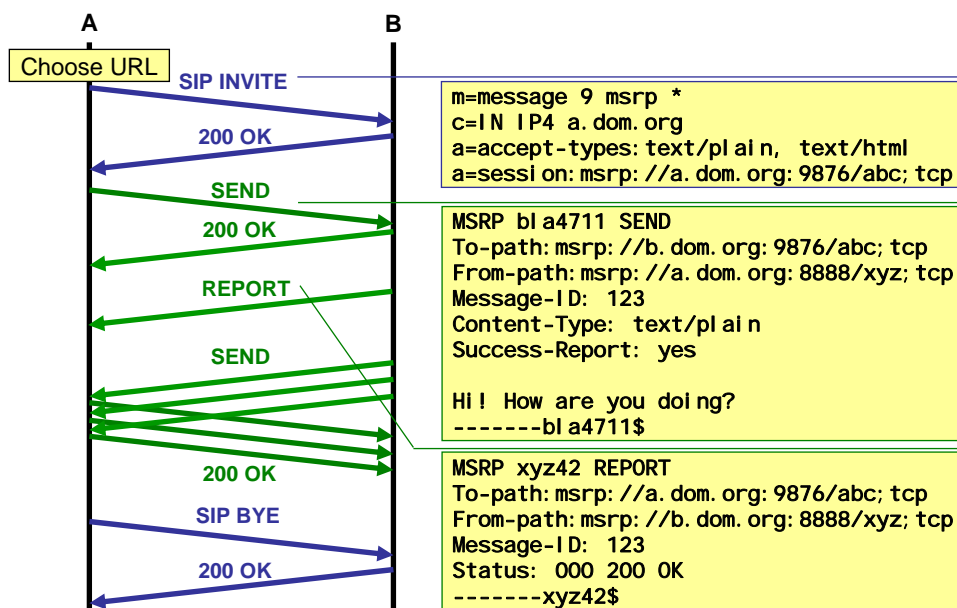 A
B
Choose URL
SIP INVITE
200 OK
SEND
200 OK
REPORT
SEND
200 OK
SIP BYE
200 OK
m=message 9 msrp *
c=IN IP4 a.dom.org
a=accept-types:text/plain, text/html
a=session:msrp://a.dom.org:9876/abc;tcp
MSRP bla4711 SEND
To-path:msrp://b.dom.org:9876/abc;tcp
From-path:msrp://a.dom.org:8888/xyz;tcp
Message-ID: 123
Content-Type: text/plain
Success-Report: yes
Hi! How are you doing?
-------bla4711$
MSRP xyz42 REPORT
To-path:msrp://a.dom.org:9876/abc;tcp
From-path:msrp://b.dom.org:8888/xyz;tcp
Message-ID: 123
Status: 000 200 OK
-------xyz42$